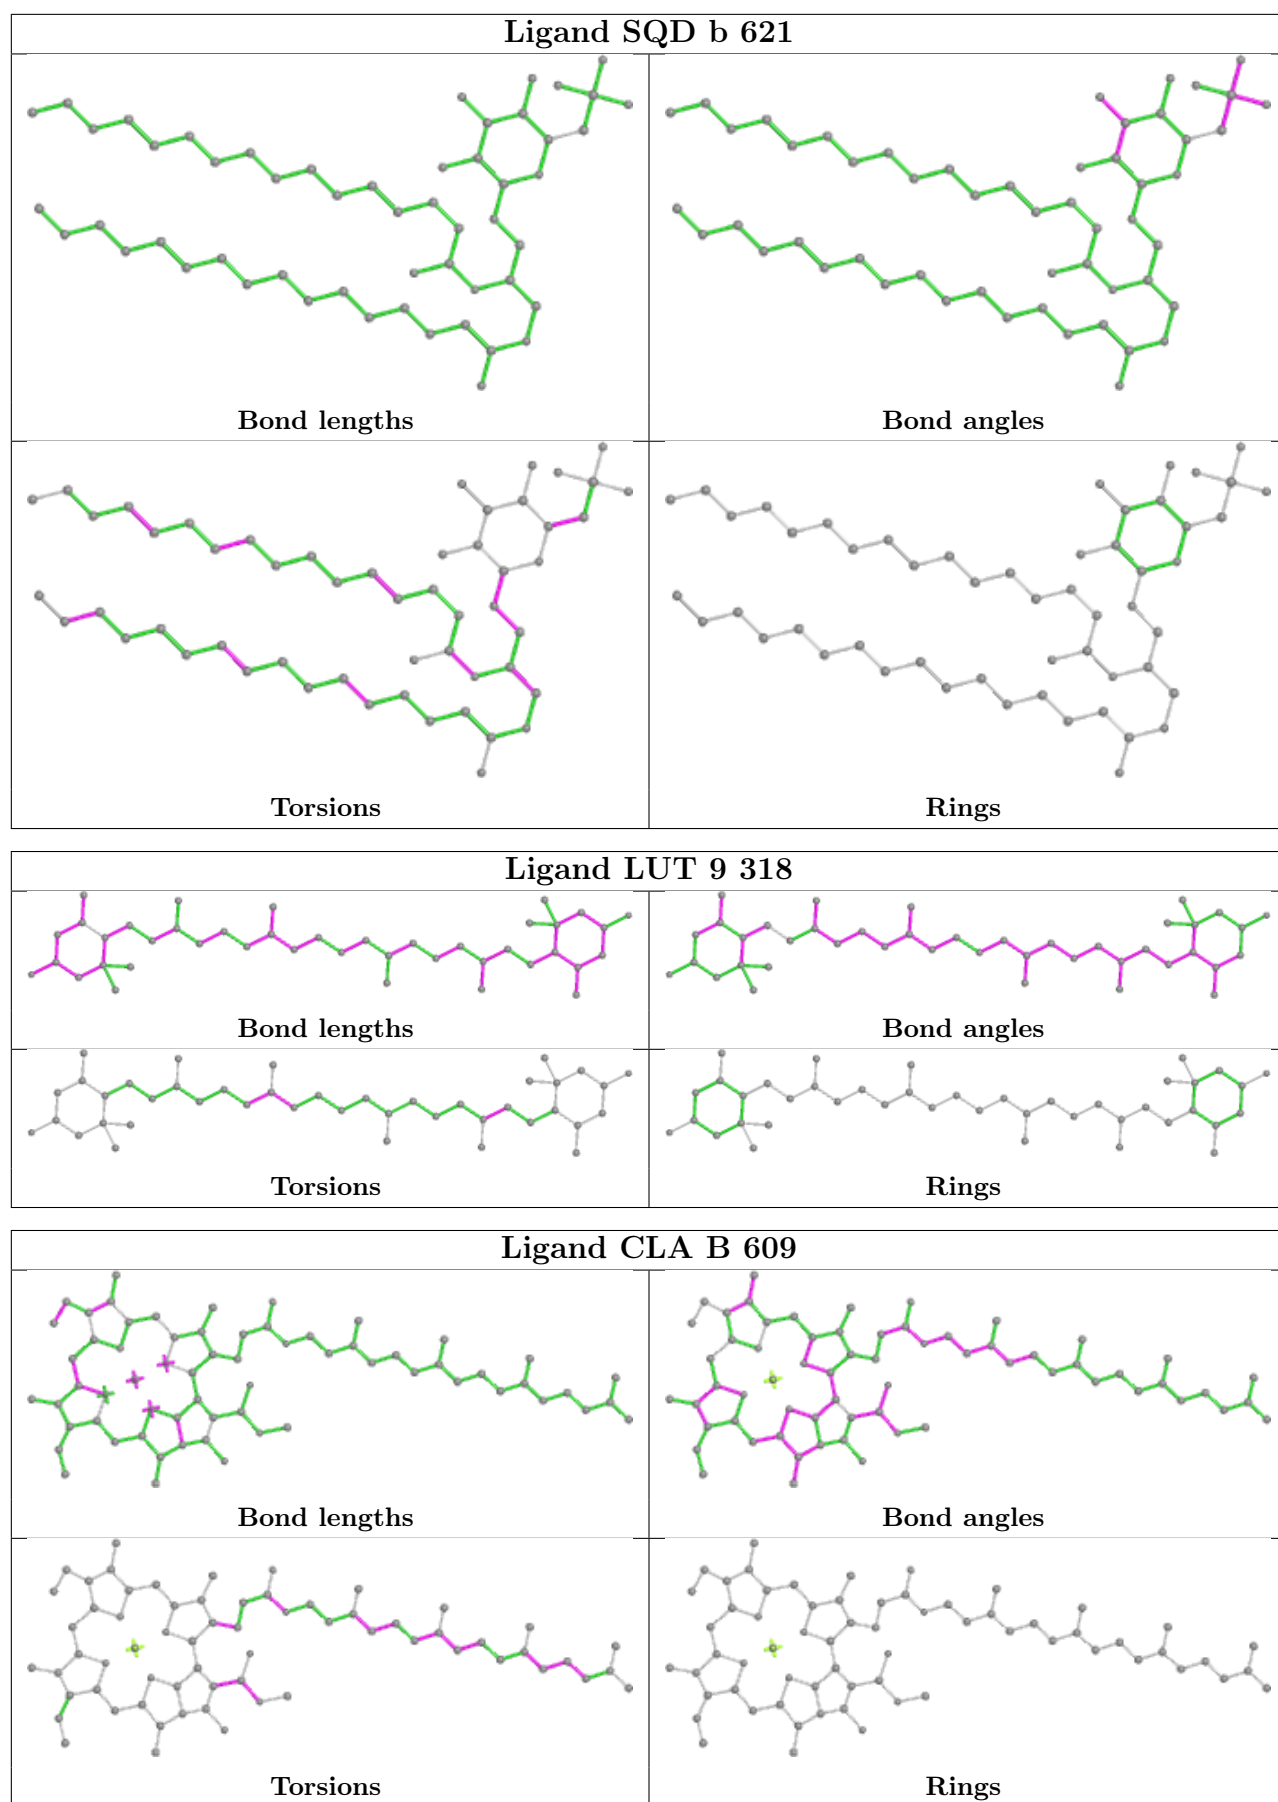 Ligand SQD b 621
Bond lengths
Bond angles
Torsions
Rings
Ligand LUT 9 318
Bond lengths
Bond angles
Torsions
Rings
Ligand CLA B 609
Bond lengths
Bond angles
Torsions
Rings